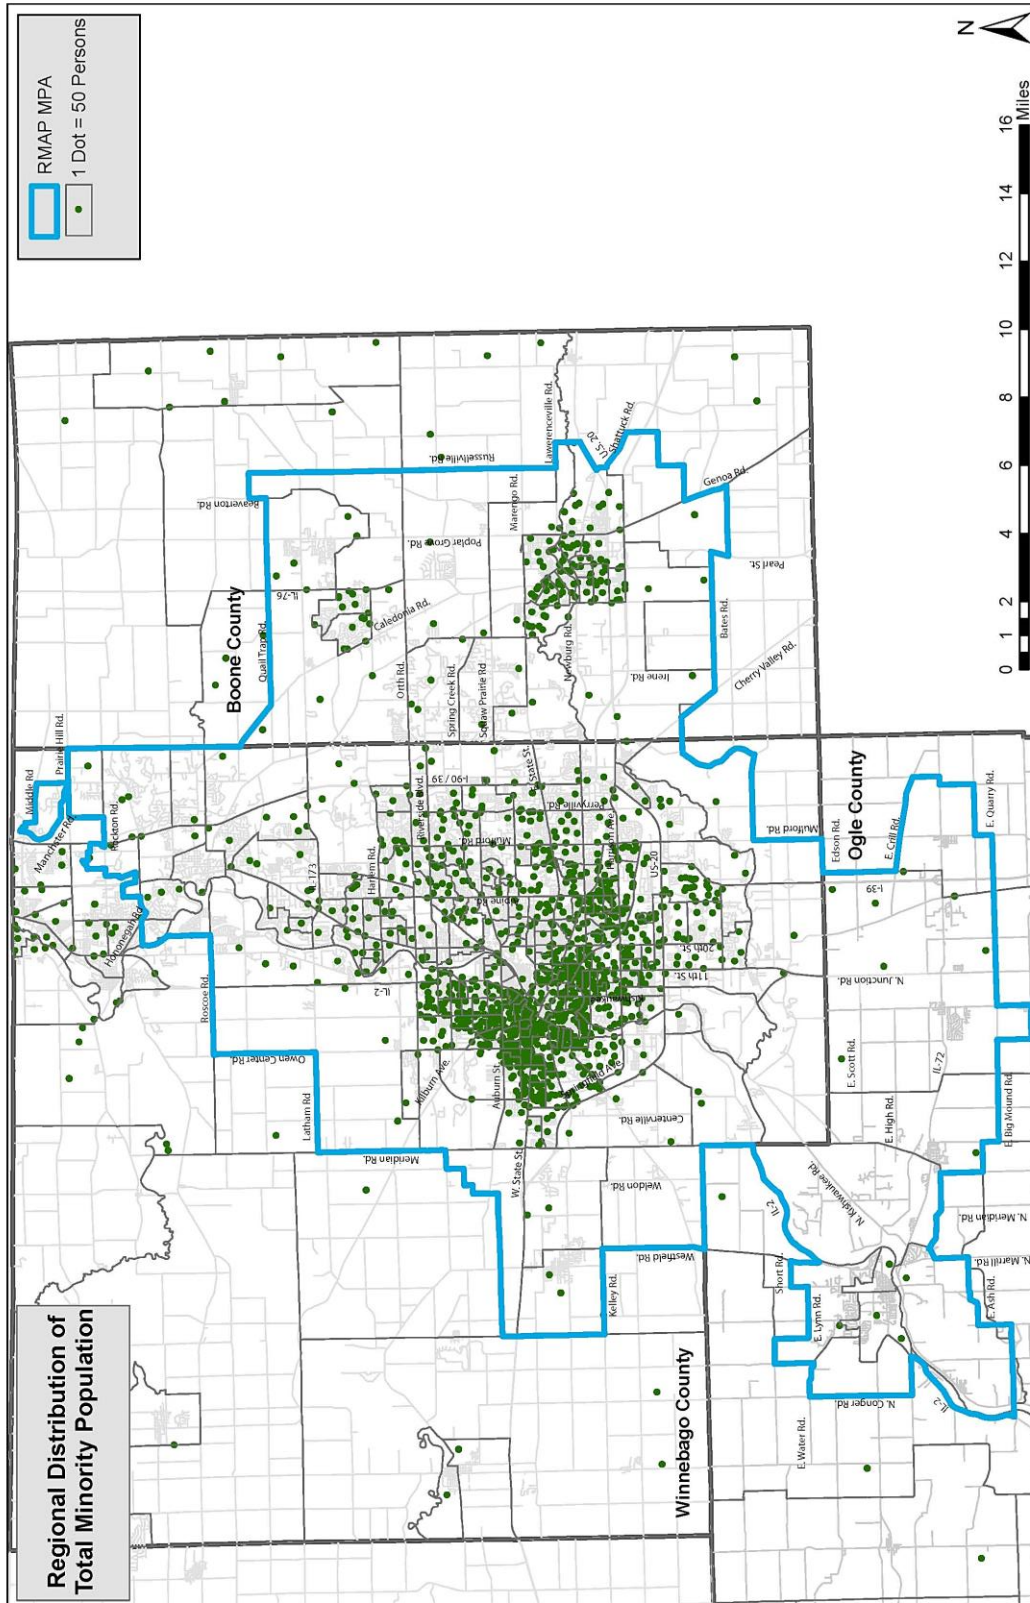 Regional Distribution of
Total Minority Population
RMAP MPA
1 Dot = 50 Persons
N
0
1
2
4
6
8
10
12
14
16
Miles
Boone County
Winnebago County
Ogle County
Middle Rd
Prairie Hill Rd.
Manchster Rd.
Rockton Rd.
Hononegah Rd
Roscoe Rd.
Owen Center Rd.
Latham Rd
Meridian Rd.
IL-2
Harlem Rd.
Riverside Blvd.
I-90 / 39
Mulford Rd.
Perryville Rd.
Kilburn Ave.
Auburn St.
W. State St.
Centerville Rd.
Weldon Rd.
Westfield Rd.
Kelley Rd.
US-20
20th St.
11th St.
Mulford Rd.
Beaverton Rd.
Quail Trap Rd.
IL-76
Poplar Grove Rd.
Caledonia Rd.
Orth Rd.
Spring Creek Rd.
Squaw Prairie Rd.
Russellville Rd.
Marengo Rd.
Lawerenceville Rd.
U.S. 20
Shattuck Rd.
Genoa Rd.
Newburg Rd.
Irene Rd.
Bates Rd.
Pearl St.
Cherry Valley Rd.
Edson Rd.
E. Crill Rd.
E. Quarry Rd.
I-39
N. Junction Rd.
E. Scott Rd.
IL-72
E. High Rd.
E. Big Mound Rd.
N. Kishwaukee Rd.
IL-2
N. Meridian Rd.
N. Marrill Rd.
E. Ash Rd.
Short Rd.
E. Lynn Rd.
N. Conger Rd.
IL-2
E. Water Rd.